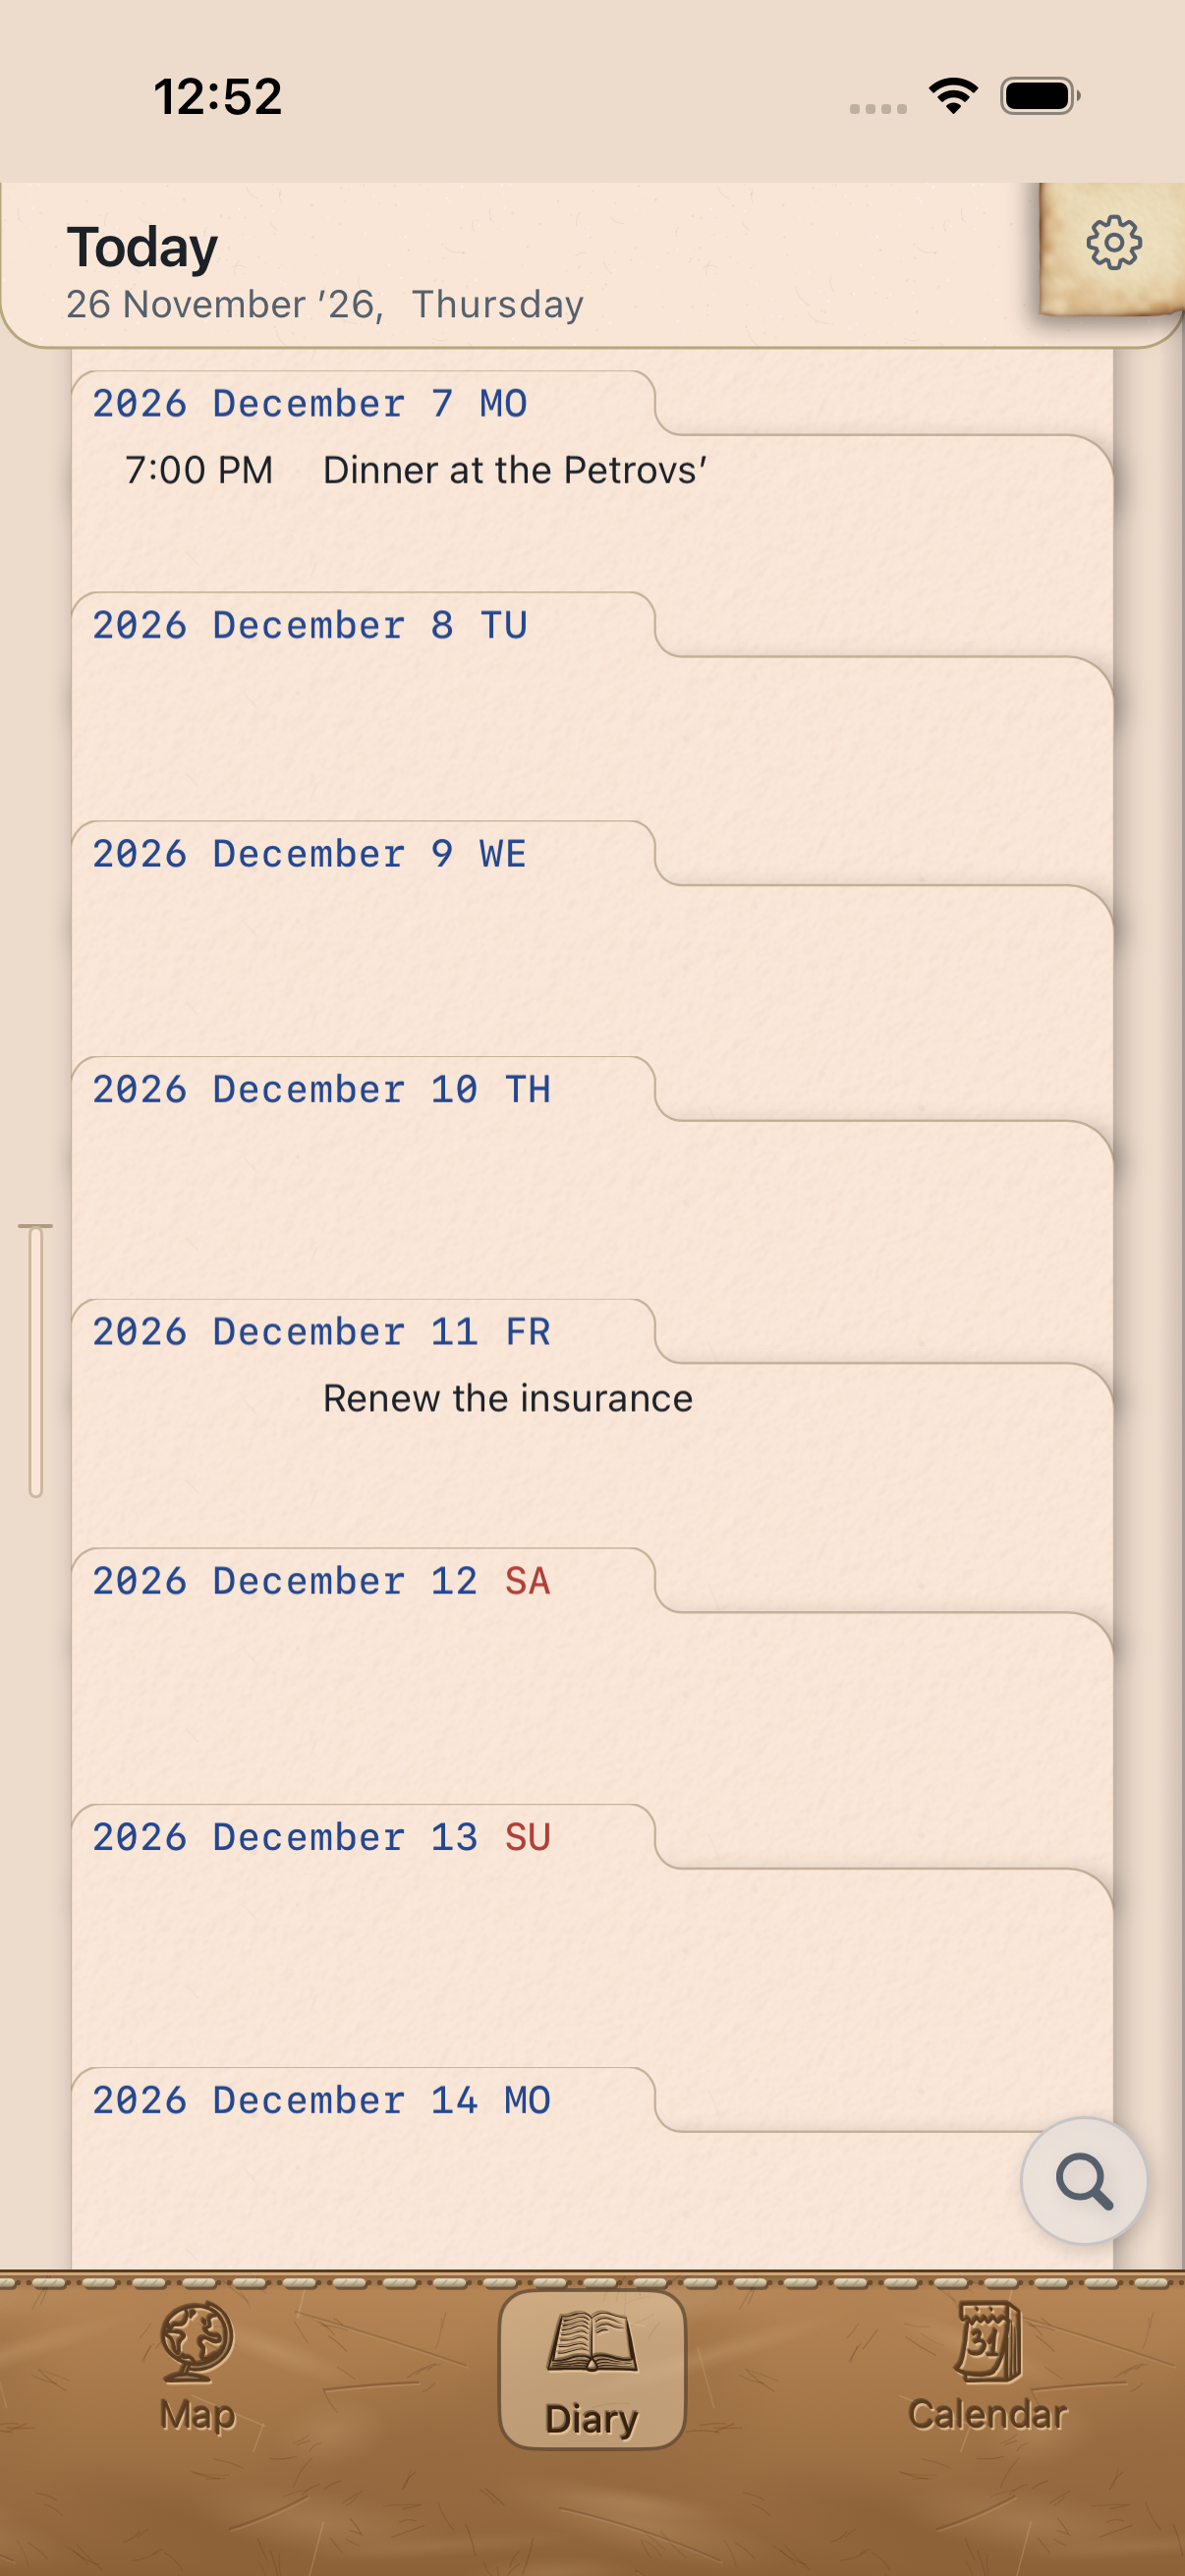 12:52
Today
26 November ’26, Thursday
2026 December 7 MO
7:00 PM Dinner at the Petrovs’
2026 December 8 TU
2026 December 9 WE
2026 December 10 TH
2026 December 11 FR
Renew the insurance
2026 December 12 SA
2026 December 13 SU
2026 December 14 MO
31
Map
Diary
Calendar